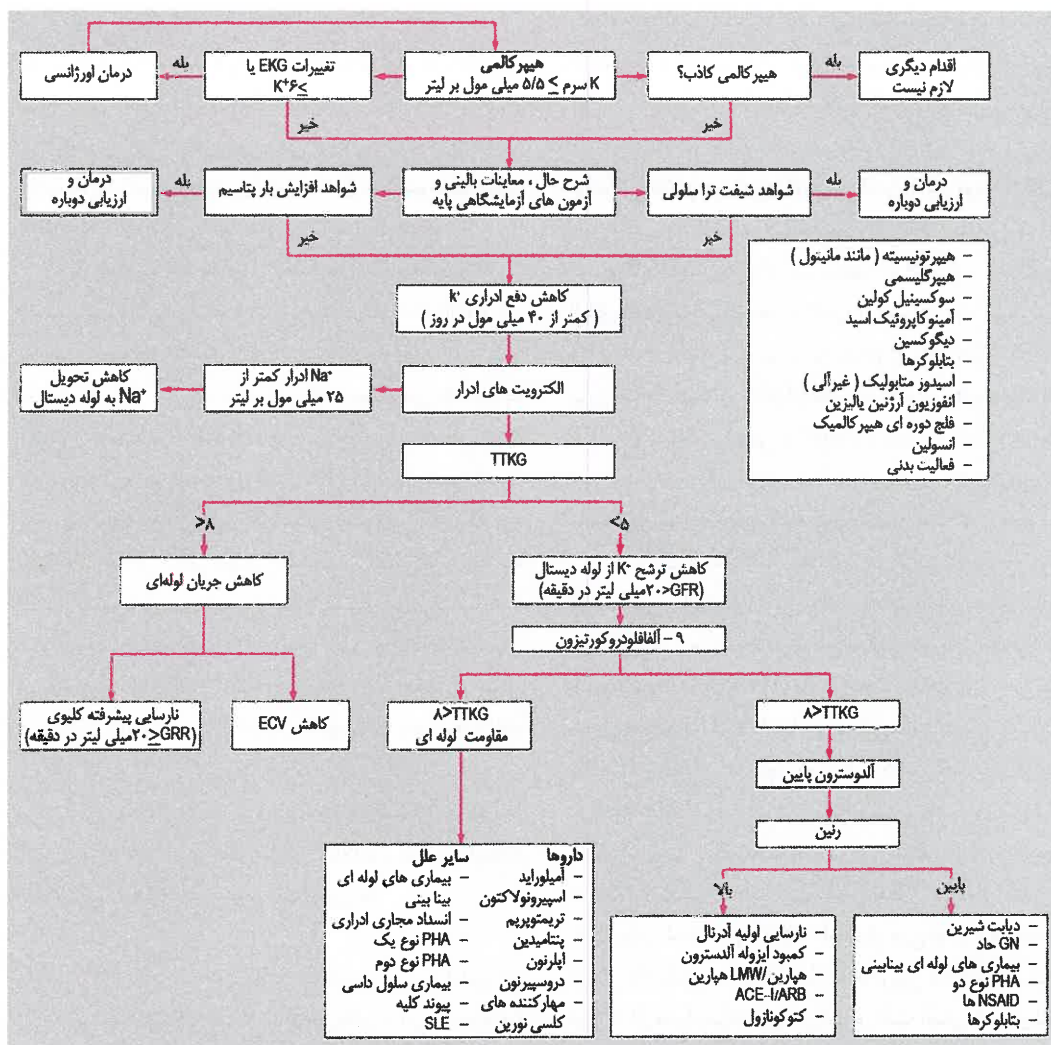 اقدام دیگری
لازم نیست
بله
هیپرکالمی کاذب؟
هیپرکالمی
K سرم ≥ ۵/۵ میلی مول بر لیتر
تغییرات EKG یا
K⁺۶≤
بله
درمان اورژانسی
خیر
خیر
درمان و
ارزیابی دوباره
بله
شواهد شیفت ترا سلولی
شرح حال ، معاینات بالینی و
آزمون های آزمایشگاهی پایه
شواهد افزایش بار پتاسیم
بله
درمان و
ارزیابی دوباره
خیر
خیر
– هیپرتونیسیته ( مانند مانیتول )
– هیپرگلیسمی
– سوکسینیل کولین
– آمینوکاپروئیک اسید
– دیگوکسین
– بتابلوکرها
– اسیدوز متابولیک ( غیرآلی )
– انفوزیون آرژنین یالیزین
– فلج دوره ای هیپرکالمیک
– انسولین
– فعالیت بدنی
کاهش دفع ادراری k⁺
( کمتر از ۴۰ میلی مول در روز )
الکترویت های ادرار
Na⁺ ادرار کمتر از
۲۵ میلی مول بر لیتر
کاهش تحویل
Na⁺ به لوله دیستال
TTKG
>۸
<۵
کاهش ترشح K⁺ از لوله دیستال
(GFR<۲۰میلی لیتر در دقیقه)
کاهش جریان لوله‌ای
۹ – آلفافلودروکورتیزون
TTKG<۸
TTKG<۸
مقاومت لوله ای
کاهش ECV
نارسایی پیشرفته کلیوی
(GRR≥۲۰میلی لیتر در دقیقه)
آلدوسترون پایین
رنین
پایین
بالا
– دیابت شیرین
– GN حاد
– بیماری های لوله ای بینابینی
– PHA نوع دو
– NSAID ها
– بتابلوکرها
– نارسایی اولیه آدرنال
– کمبود ایزوله آلدسترون
– هپارین/LMW هپارین
– ACE-I/ARB
– کتوکونازول
داروها
– آمیلوراید
– اسپیرونولاکتون
– تریمتوپریم
– پنتامیدین
– اپلرنون
– دروسپیرنون
– مهارکننده های
کلسی نورین
سایر علل
– بیماری های لوله ای
بینا بینی
– انسداد مجاری ادراری
– PHA نوع یک
– PHA نوع دوم
– بیماری سلول داسی
– پیوند کلیه
– SLE